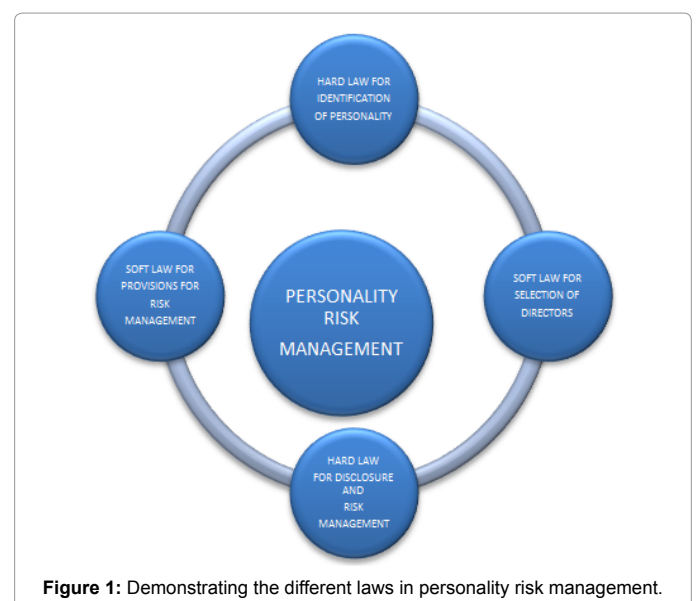 HARD LAW FOR
IDENTIFICATION
OF PERSONALITY
SOFT LAW FOR
PROVISIONS FOR
RISK
MANAGEMENT
PERSONALITY
RISK
MANAGEMENT
SOFT LAW FOR
SELECTION OF
DIRECTORS
HARD LAW
FOR DISCLOSURE
AND
RISK
MANAGEMENT
Figure 1: Demonstrating the different laws in personality risk management.